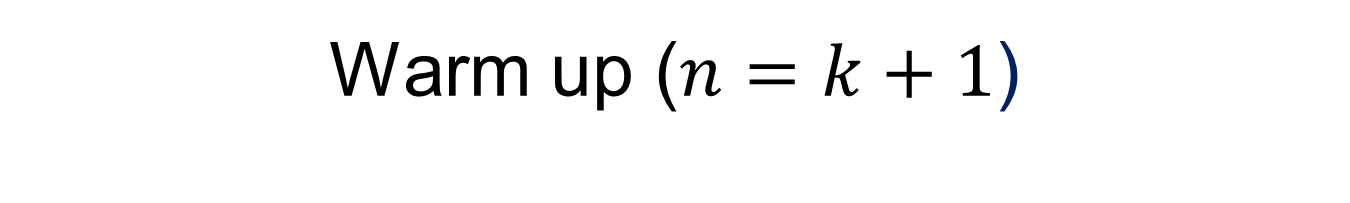 Warm up (n = k + 1)